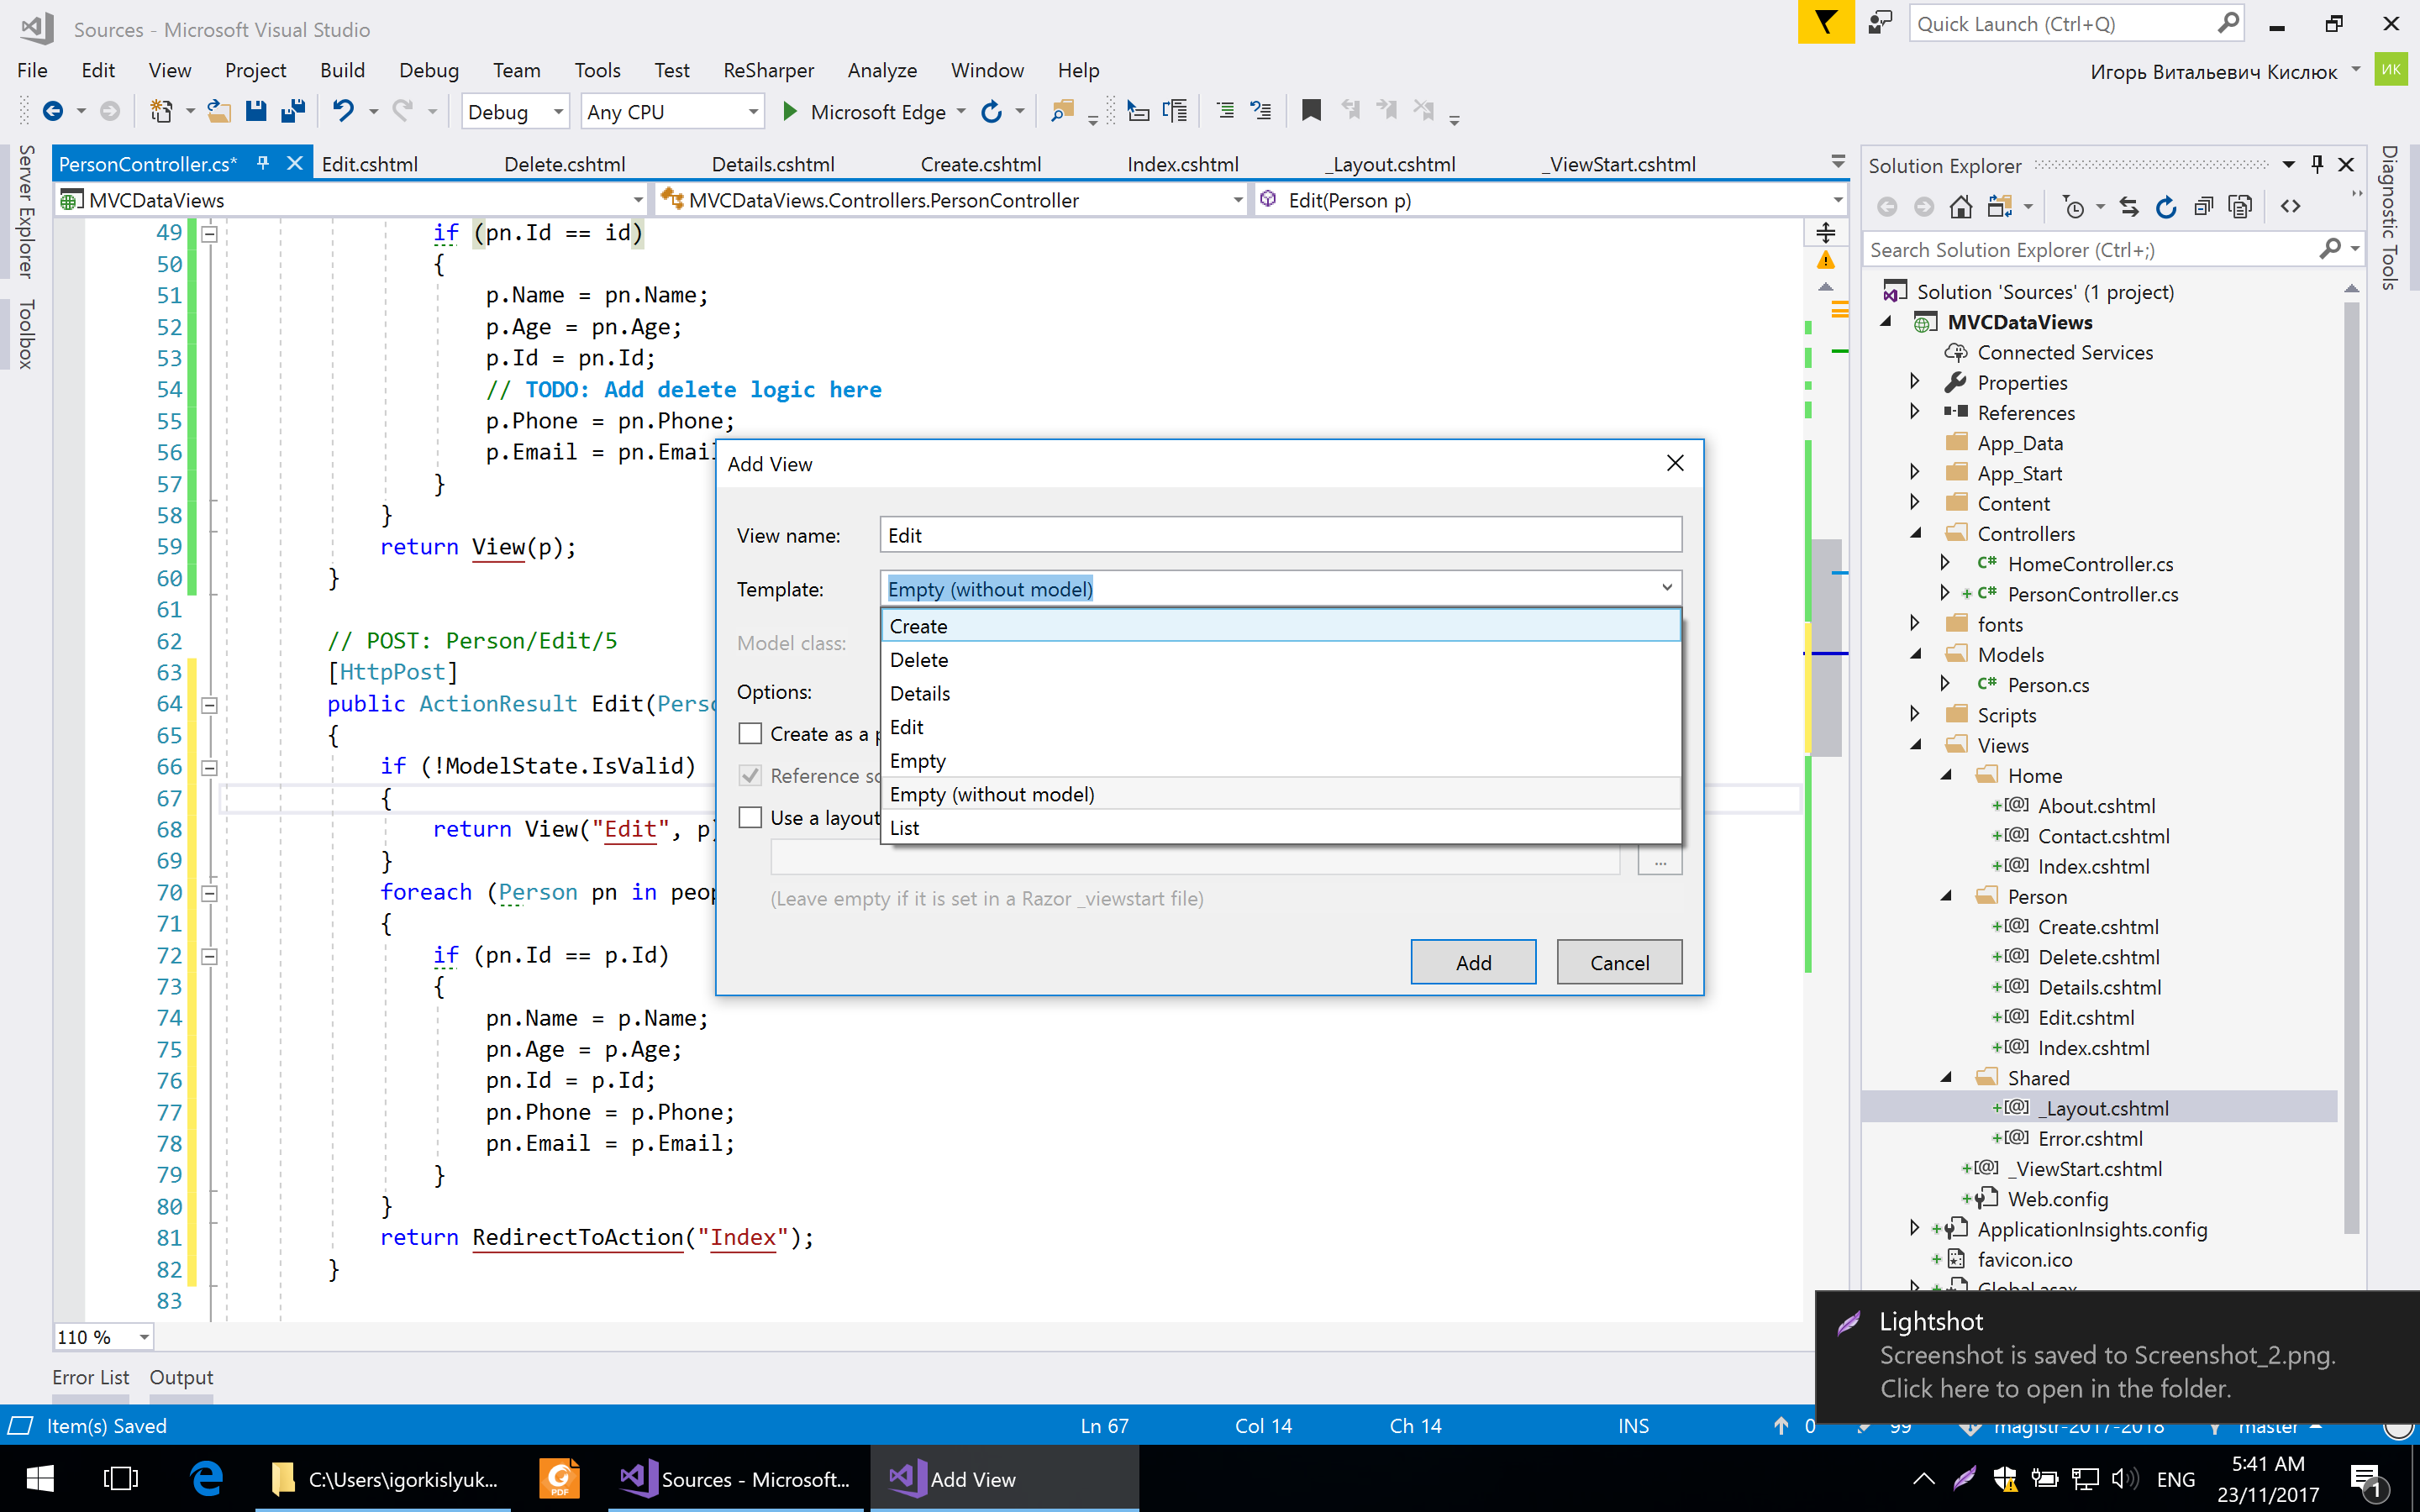 Sources - Microsoft Visual Studio
Quick Launch (Ctrl+Q)
File Edit View Project Build Debug Team Tools Test ReSharper Analyze Window Help
Игорь Витальевич Кислюк
ИК
Debug
Any CPU
Microsoft Edge
Server Explorer
Toolbox
PersonController.cs* Edit.cshtml Delete.cshtml Details.cshtml Create.cshtml Index.cshtml _Layout.cshtml _ViewStart.cshtml
MVCDataViews
MVCDataViews.Controllers.PersonController
Edit(Person p)
49 if (pn.Id == id)
50 {
51 p.Name = pn.Name;
52 p.Age = pn.Age;
53 p.Id = pn.Id;
54 // TODO: Add delete logic here
55 p.Phone = pn.Phone;
56 p.Email = pn.Email
57 }
58 }
59 return View(p);
60 }
61
62 // POST: Person/Edit/5
63 [HttpPost]
64 public ActionResult Edit(Perso
65 {
66 if (!ModelState.IsValid)
67 {
68 return View("Edit", p
69 }
70 foreach (Person pn in peop
71 {
72 if (pn.Id == p.Id)
73 {
74 pn.Name = p.Name;
75 pn.Age = p.Age;
76 pn.Id = p.Id;
77 pn.Phone = p.Phone;
78 pn.Email = p.Email;
79 }
80 }
81 return RedirectToAction("Index");
82 }
83
110 %
Add View
View name:
Edit
Template:
Empty (without model)
Create
Delete
Details
Edit
Empty
Empty (without model)
List
Model class:
Options:
Create as a p
Reference sc
Use a layout
...
(Leave empty if it is set in a Razor _viewstart file)
Add
Cancel
Solution Explorer
Search Solution Explorer (Ctrl+;)
Solution 'Sources' (1 project)
MVCDataViews
Connected Services
Properties
References
App_Data
App_Start
Content
Controllers
C# HomeController.cs
C# PersonController.cs
fonts
Models
C# Person.cs
Scripts
Views
Home
About.cshtml
Contact.cshtml
Index.cshtml
Person
Create.cshtml
Delete.cshtml
Details.cshtml
Edit.cshtml
Index.cshtml
Shared
_Layout.cshtml
Error.cshtml
_ViewStart.cshtml
Web.config
ApplicationInsights.config
favicon.ico
Global.asax
Diagnostic Tools
Lightshot
Screenshot is saved to Screenshot_2.png.
Click here to open in the folder.
Error List Output
Item(s) Saved
Ln 67 Col 14 Ch 14 INS
0 99 magistr-2017-2018 master
PDF
C:\Users\igorkislyuk...
Sources - Microsoft...
Add View
ENG
5:41 AM
23/11/2017
1